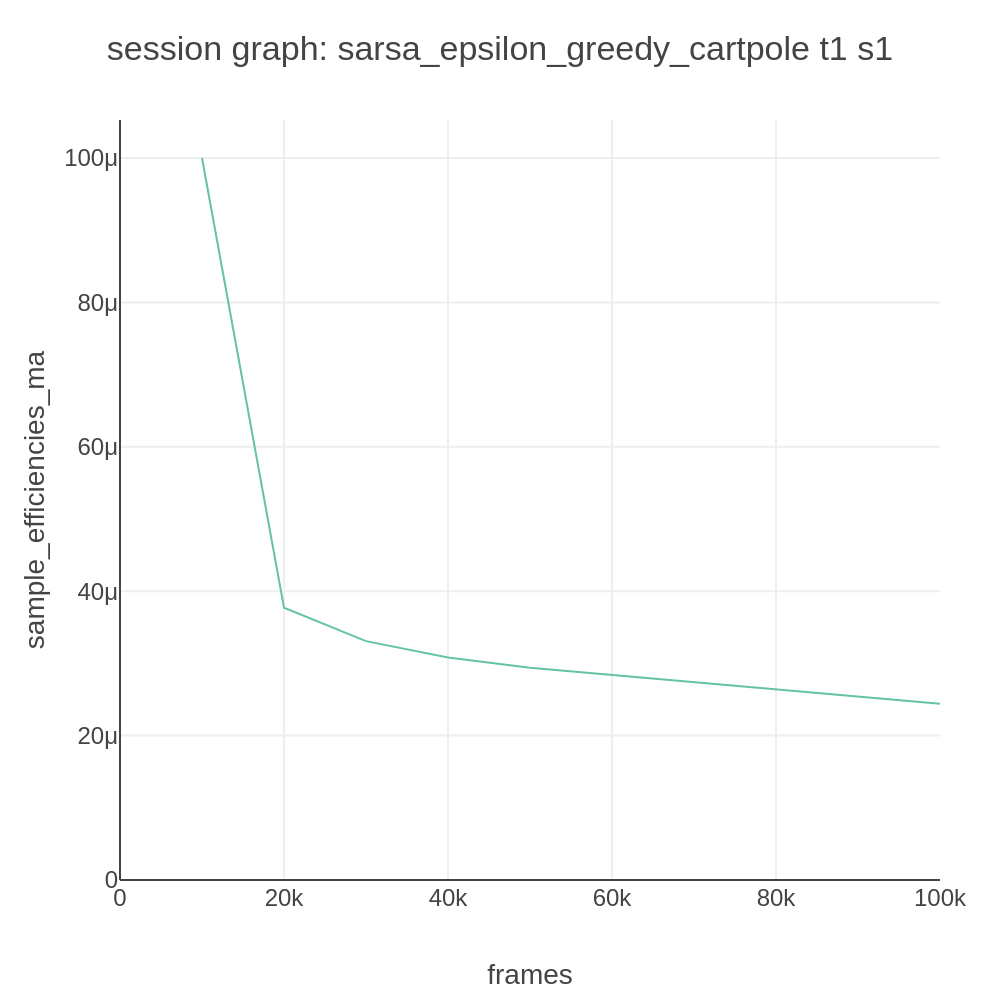 session graph: sarsa_epsilon_greedy_cartpole t1 s1
100μ
80μ
60μ
40μ
20μ
0
sample_efficiencies_ma
0 20k 40k 60k 80k 100k
frames